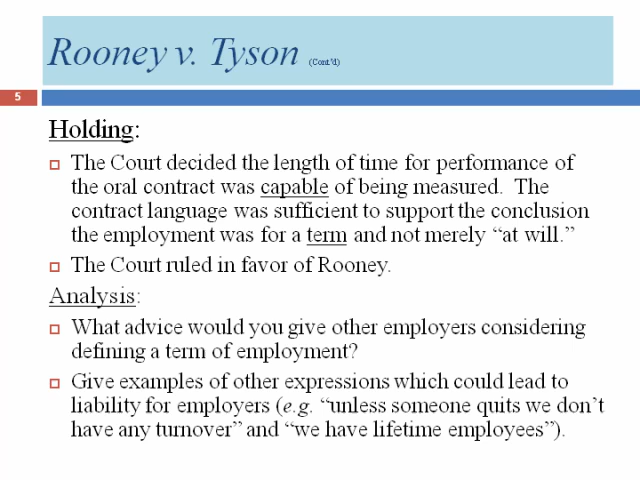 Rooney v. Tyson (Cont.'d)
5
Holding:
The Court decided the length of time for performance of
the oral contract was capable of being measured. The
contract language was sufficient to support the conclusion
the employment was for a term and not merely “at will.”
The Court ruled in favor of Rooney.
Analysis:
What advice would you give other employers considering
defining a term of employment?
Give examples of other expressions which could lead to
liability for employers (e.g. “unless someone quits we don’t
have any turnover” and “we have lifetime employees”).